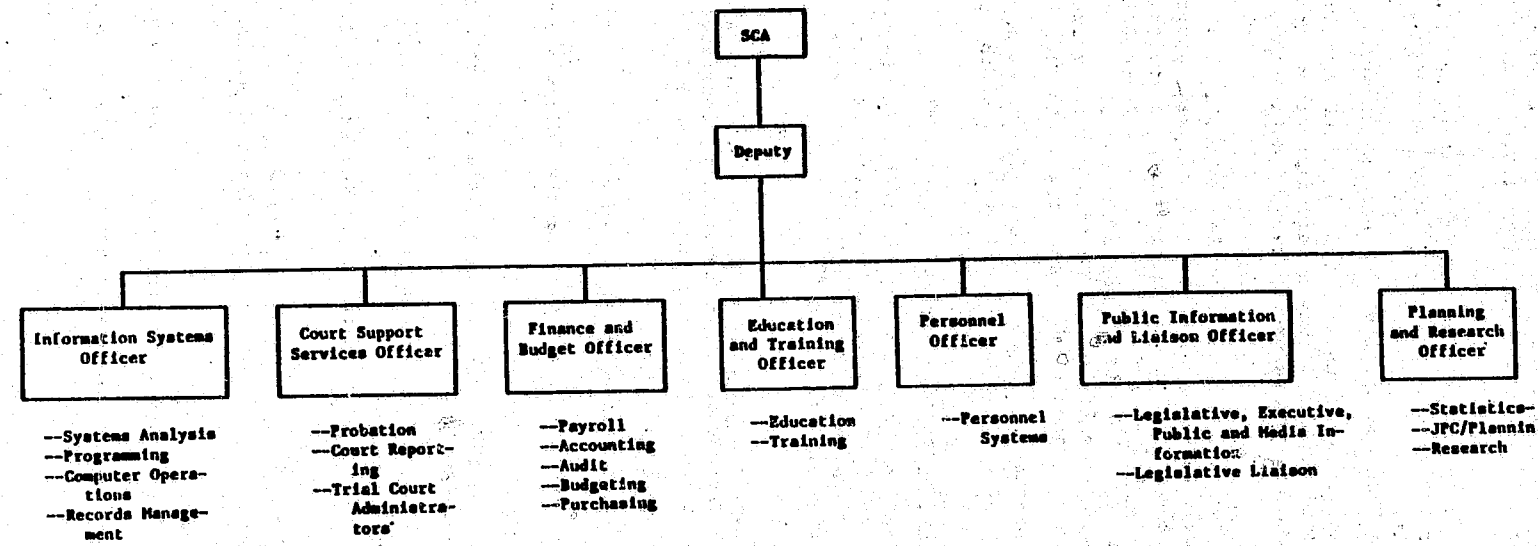 SCA
Deputy
Information Systems
Officer
--Systems Analysis
--Programming
--Computer Opera-
tions
--Records Manage-
ment
Court Support
Services Officer
--Probation
--Court Report-
ing
--Trial Court
Administra-
tors
Finance and
Budget Officer
--Payroll
--Accounting
--Audit
--Budgeting
--Purchasing
Education
and Training
Officer
--Education
--Training
Personnel
Officer
--Personnel
Systems
Public Information
and Liaison Officer
--Legislative, Executive,
Public and Media In-
formation
--Legislative Liaison
Planning
and Research
Officer
--Statistics-
--JPC/Plannin
--Research